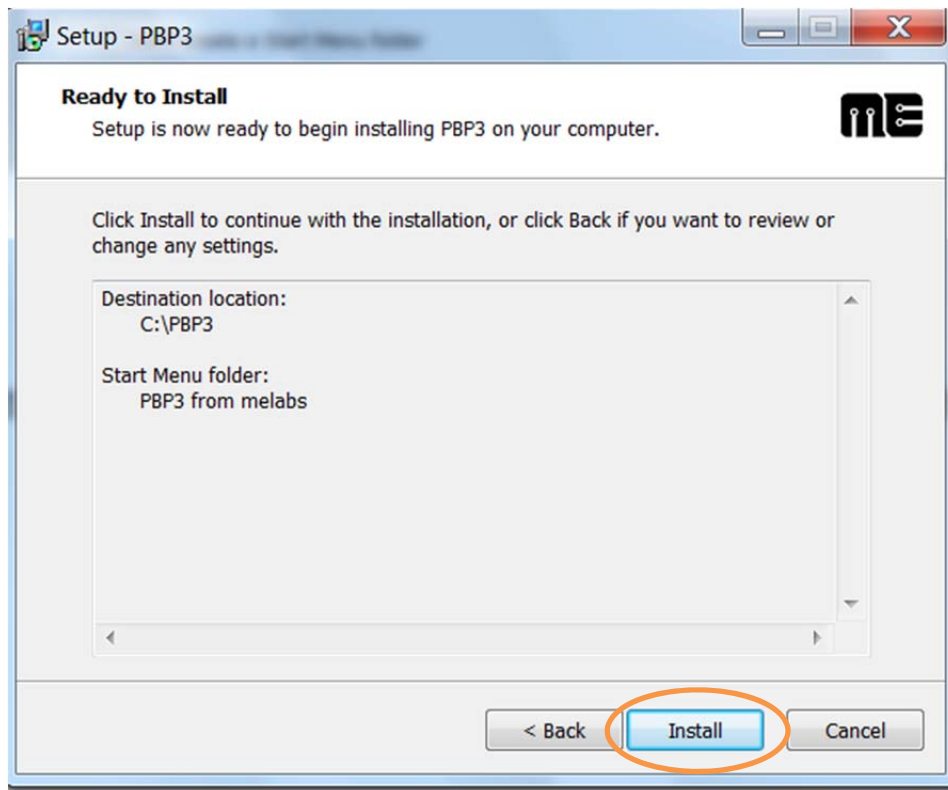 Setup - PBP3
Ready to Install
Setup is now ready to begin installing PBP3 on your computer.
ME
Click Install to continue with the installation, or click Back if you want to review or
change any settings.
Destination location:
C:\PBP3
Start Menu folder:
PBP3 from melabs
< Back
Install
Cancel